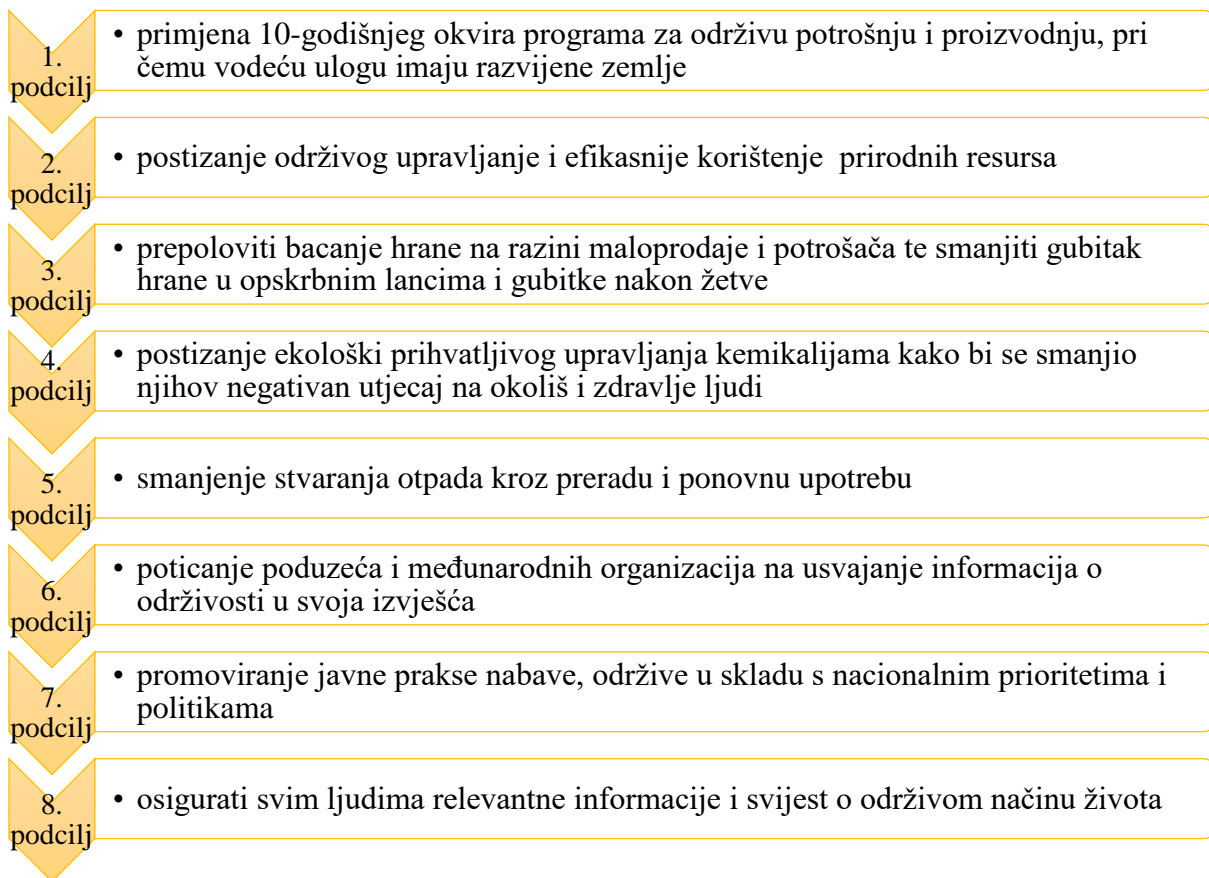 1.
podcilj
• primjena 10-godišnjeg okvira programa za održivu potrošnju i proizvodnju, pri
čemu vodeću ulogu imaju razvijene zemlje
2.
podcilj
• postizanje održivog upravljanje i efikasnije korištenje  prirodnih resursa
3.
podcilj
• prepoloviti bacanje hrane na razini maloprodaje i potrošača te smanjiti gubitak
hrane u opskrbnim lancima i gubitke nakon žetve
4.
podcilj
• postizanje ekološki prihvatljivog upravljanja kemikalijama kako bi se smanjio
njihov negativan utjecaj na okoliš i zdravlje ljudi
5.
podcilj
• smanjenje stvaranja otpada kroz preradu i ponovnu upotrebu
6.
podcilj
• poticanje poduzeća i međunarodnih organizacija na usvajanje informacija o
održivosti u svoja izvješća
7.
podcilj
• promoviranje javne prakse nabave, održive u skladu s nacionalnim prioritetima i
politikama
8.
podcilj
• osigurati svim ljudima relevantne informacije i svijest o održivom načinu života